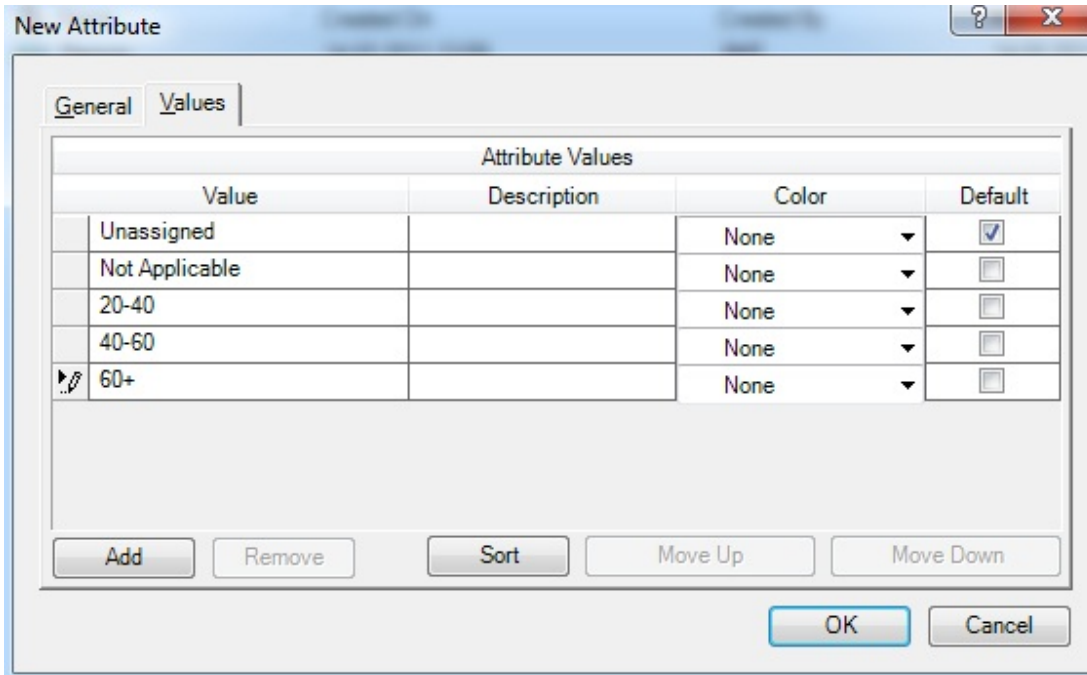 New Attribute
General Values
Attribute Values
Value Description Color Default
Unassigned None
Not Applicable None
20-40 None
40-60 None
60+ None
Add Remove Sort Move Up Move Down
OK Cancel